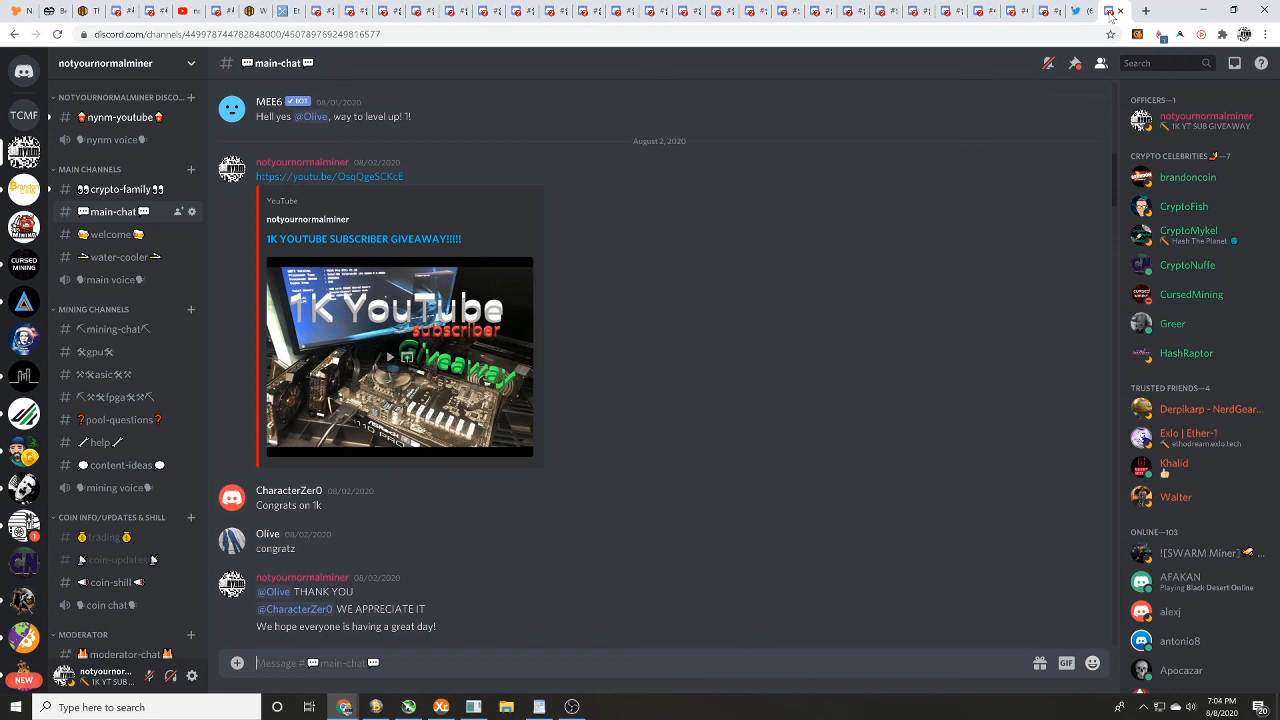 discord.com/channels/449978744782848000/450789769249816577
notyournormalminer
NOTYOURNORMALMINER DISCO...
nynm-youtube
nynm voice
MAIN CHANNELS
crypto-family
main-chat
welcome
water-cooler
main voice
MINING CHANNELS
mining-chat
gpu
asic
fpga
pool-questions
help
content-ideas
mining voice
COIN INFO/UPDATES & SHILL
trading
coin-updates
coin-shill
coin chat
MODERATOR
moderator-chat
notyournor...
1K YT SUB ...
TCMF
CURSED
MINING
NEW
main-chat
Search
MEE6 BOT 08/01/2020
Hell yes @Olive, way to level up! 1!
August 2, 2020
notyournormalminer 08/02/2020
https://youtu.be/OsqQgeSCKcE
YouTube
notyournormalminer
1K YOUTUBE SUBSCRIBER GIVEAWAY!!!!!
1K YouTube
subscriber
Giveaway
CharacterZer0 08/02/2020
Congrats on 1k
Olive 08/02/2020
congratz
notyournormalminer 08/02/2020
@Olive THANK YOU
@CharacterZer0 WE APPRECIATE IT
We hope everyone is having a great day!
Message #main-chat
GIF
OFFICERS—1
notyournormalminer
1K YT SUB GIVEAWAY
CRYPTO CELEBRITIES—7
brandoncoin
CryptoFish
CryptoMykel
Hash The Planet
CryptoNuffe
CursedMining
Greer
HashRaptor
TRUSTED FRIENDS—4
Derpikarp - NerdGear...
Exlo | Ether-1
ethodream.exlo.tech
Khalid
Walter
ONLINE—103
![SWARM Miner] ...
AFAKAN
Playing Black Desert Online
alexj
antonio8
Apocazar
Type here to search
7:04 PM
8/8/2020
20